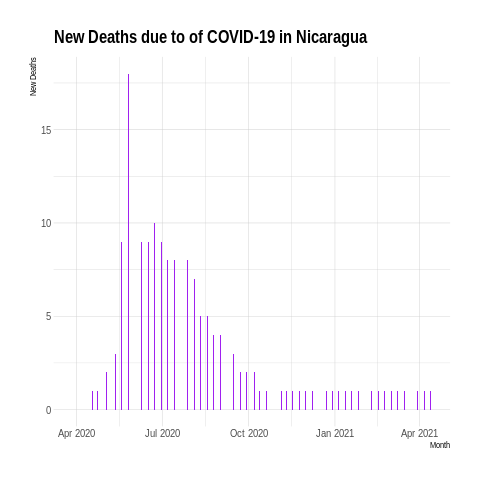 New Deaths due to of COVID-19 in Nicaragua
New Deaths
15
10
5
0
Apr 2020 Jul 2020 Oct 2020 Jan 2021 Apr 2021
Month